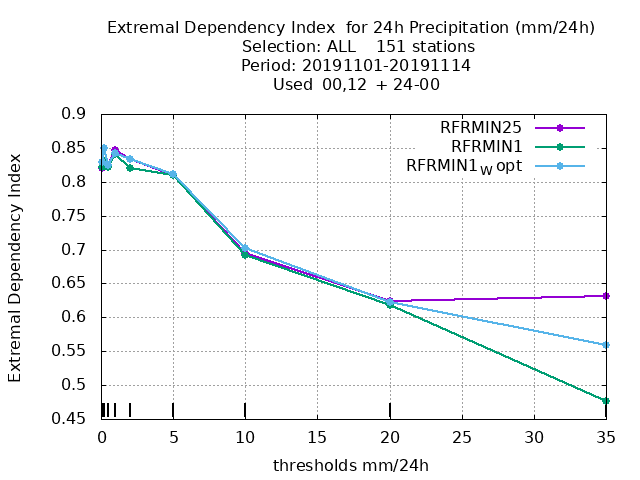 Extremal Dependency Index  for 24h Precipitation (mm/24h)
Selection: ALL    151 stations
Period: 20191101-20191114
Used  00,12  + 24-00
Extremal Dependency Index
0.9
0.85
0.8
0.75
0.7
0.65
0.6
0.55
0.5
0.45
RFRMIN25
RFRMIN1
RFRMIN1W opt
0 5 10 15 20 25 30 35
thresholds mm/24h